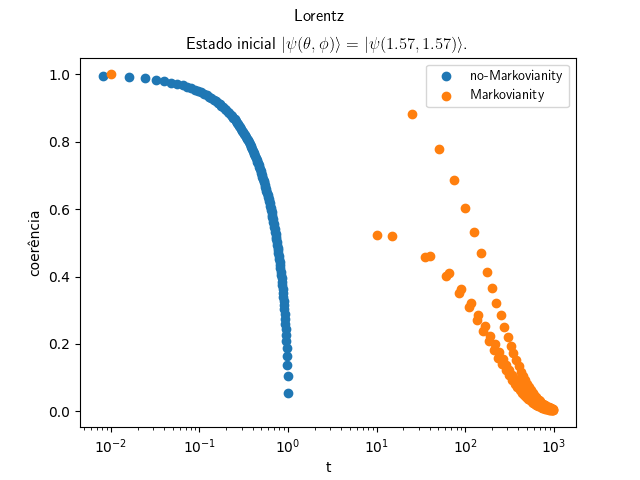 Lorentz
Estado inicial |ψ(θ, ϕ)⟩ = |ψ(1.57, 1.57)⟩.
no-Markovianity
Markovianity
1.0
0.8
0.6
0.4
0.2
0.0
coerência
10⁻² 10⁻¹ 10⁰ 10¹ 10² 10³
t